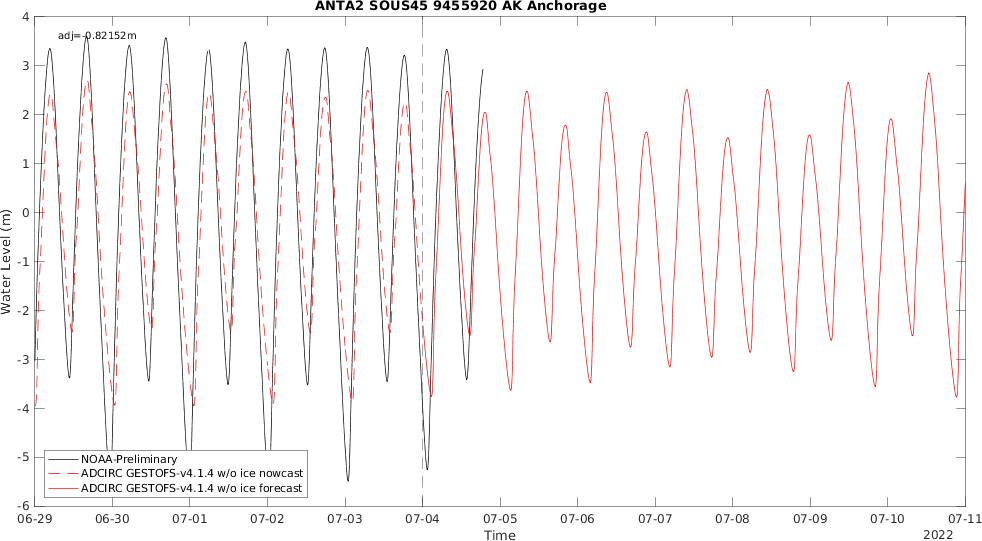 ANTA2 SOUS45 9455920 AK Anchorage
adj=-0.82152m
4
3
2
1
0
-1
-2
-3
-4
-5
-6
Water Level (m)
NOAA-Preliminary
ADCIRC GESTOFS-v4.1.4 w/o ice nowcast
ADCIRC GESTOFS-v4.1.4 w/o ice forecast
06-29 06-30 07-01 07-02 07-03 07-04 07-05 07-06 07-07 07-08 07-09 07-10 07-11
Time
2022